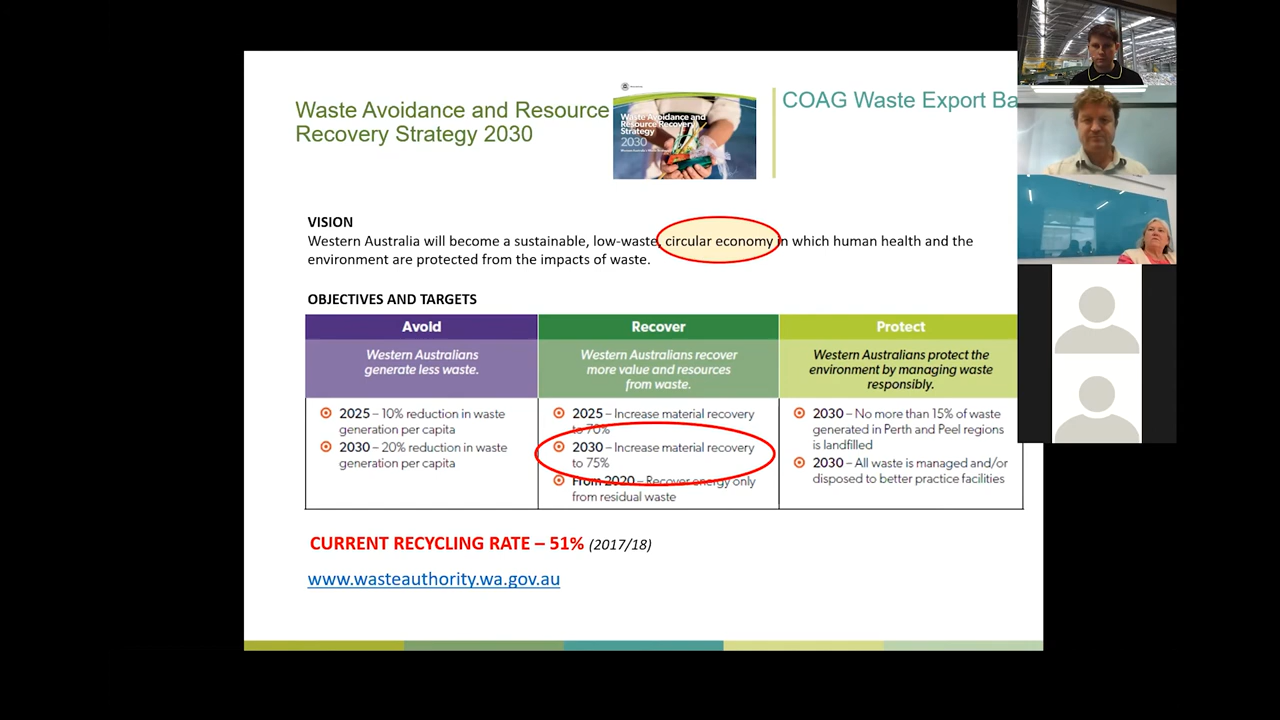 Waste Avoidance and Resource
Recovery Strategy 2030
Waste Avoidance and
Resource Recovery
Strategy
2030
COAG Waste Export Ba
VISION
Western Australia will become a sustainable, low-waste, circular economy in which human health and the
environment are protected from the impacts of waste.
OBJECTIVES AND TARGETS
Avoid
Western Australians
generate less waste.
2025 – 10% reduction in waste
generation per capita
2030 – 20% reduction in waste
generation per capita
Recover
Western Australians recover
more value and resources
from waste.
2025 – Increase material recovery
to 70%
2030 – Increase material recovery
to 75%
From 2020 – Recover energy only
from residual waste
Protect
Western Australians protect the
environment by managing waste
responsibly.
2030 – No more than 15% of waste
generated in Perth and Peel regions
is landfilled
2030 – All waste is managed and/or
disposed to better practice facilities
CURRENT RECYCLING RATE – 51% (2017/18)
www.wasteauthority.wa.gov.au